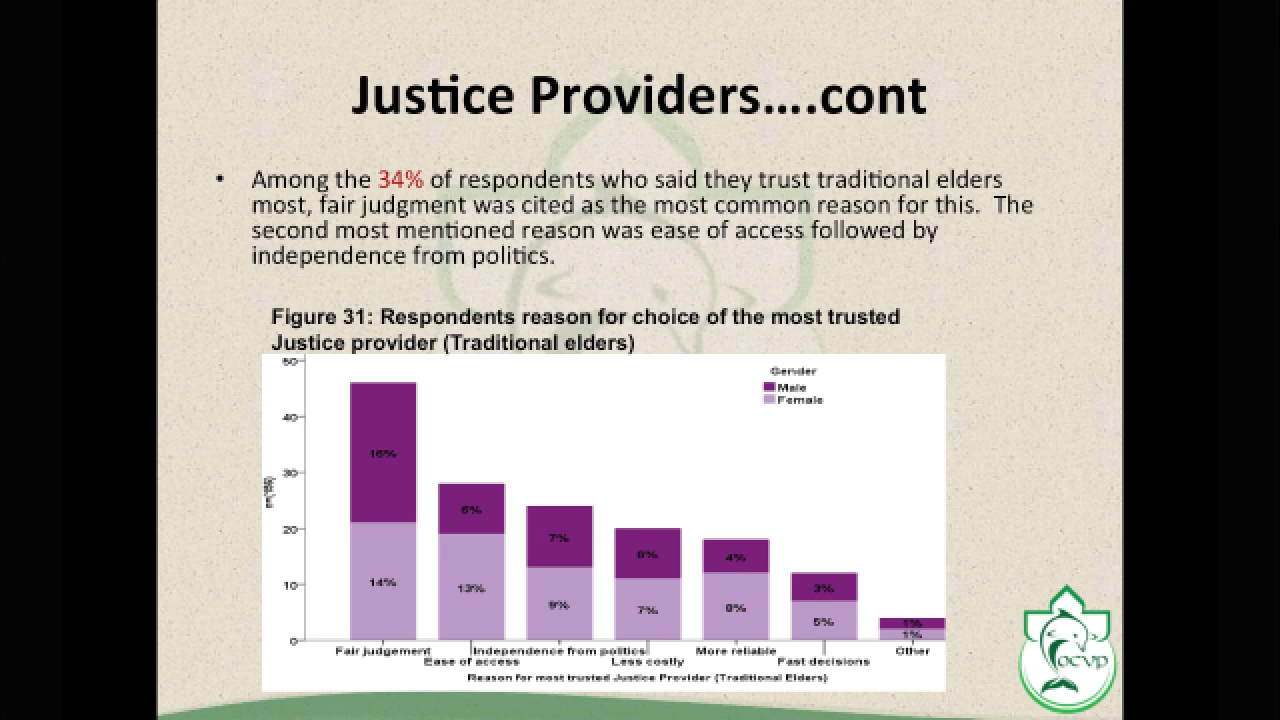 Justice Providers....cont
• Among the 34% of respondents who said they trust traditional elders
most, fair judgment was cited as the most common reason for this. The
second most mentioned reason was ease of access followed by
independence from politics.
Figure 31: Respondents reason for choice of the most trusted
Justice provider (Traditional elders)
50
Gender
Male
Female
40
16%
30
6%
7%
20
6%
4%
14%
13%
10
9%
7%
8%
3%
5%
1%
1%
0
Fair judgement Independence from politics More reliable Other
Ease of access Less costly Fast decisions
Reason for most trusted Justice Provider (Traditional Elders)
OCVP